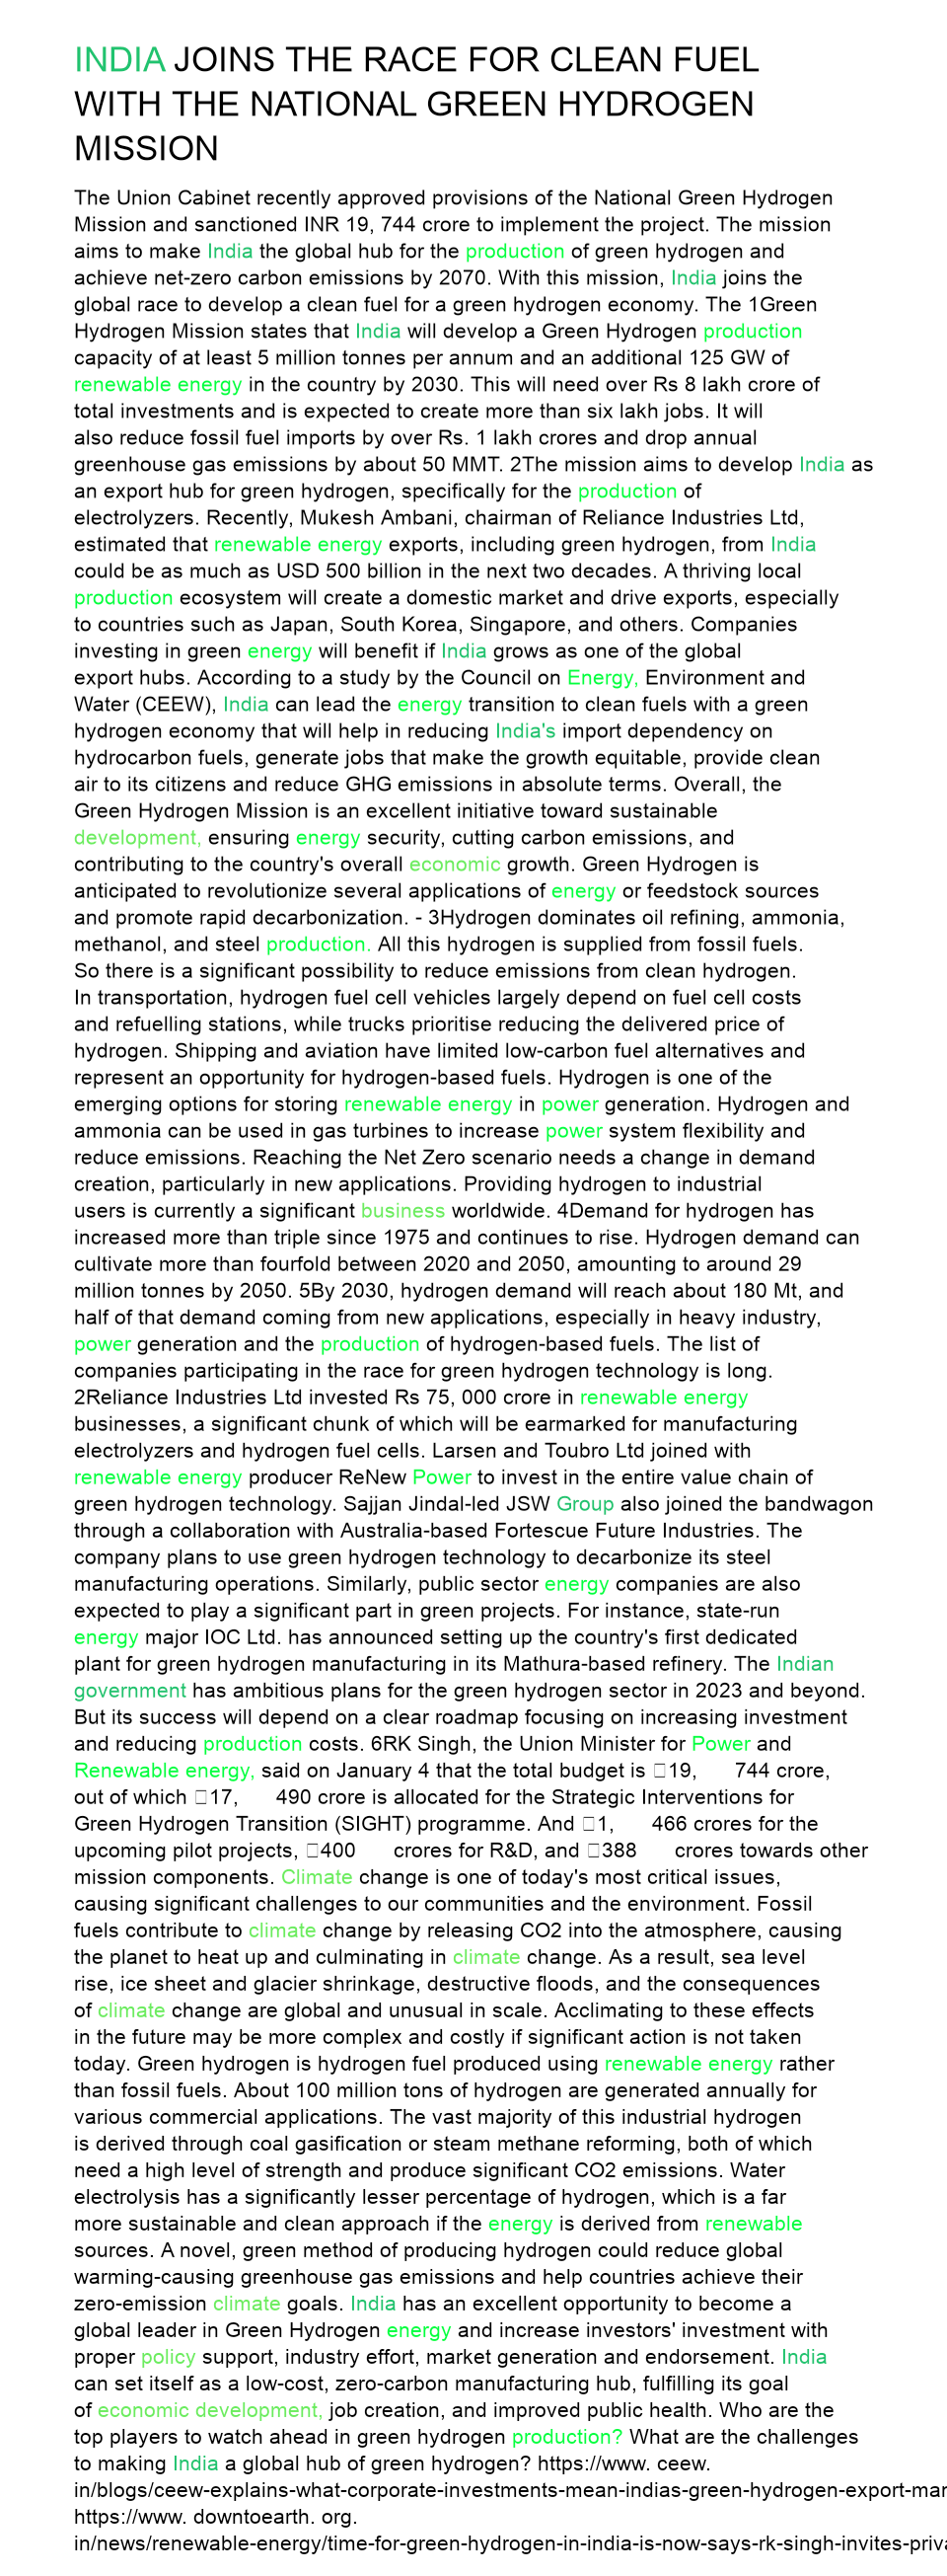 INDIA JOINS THE RACE FOR CLEAN FUEL
WITH THE NATIONAL GREEN HYDROGEN
MISSION
The Union Cabinet recently approved provisions of the National Green Hydrogen
Mission and sanctioned INR 19, 744 crore to implement the project. The mission
aims to make India the global hub for the production of green hydrogen and
achieve net-zero carbon emissions by 2070. With this mission, India joins the
global race to develop a clean fuel for a green hydrogen economy. The 1Green
Hydrogen Mission states that India will develop a Green Hydrogen production
capacity of at least 5 million tonnes per annum and an additional 125 GW of
renewable energy in the country by 2030. This will need over Rs 8 lakh crore of
total investments and is expected to create more than six lakh jobs. It will
also reduce fossil fuel imports by over Rs. 1 lakh crores and drop annual
greenhouse gas emissions by about 50 MMT. 2The mission aims to develop India as
an export hub for green hydrogen, specifically for the production of
electrolyzers. Recently, Mukesh Ambani, chairman of Reliance Industries Ltd,
estimated that renewable energy exports, including green hydrogen, from India
could be as much as USD 500 billion in the next two decades. A thriving local
production ecosystem will create a domestic market and drive exports, especially
to countries such as Japan, South Korea, Singapore, and others. Companies
investing in green energy will benefit if India grows as one of the global
export hubs. According to a study by the Council on Energy, Environment and
Water (CEEW), India can lead the energy transition to clean fuels with a green
hydrogen economy that will help in reducing India's import dependency on
hydrocarbon fuels, generate jobs that make the growth equitable, provide clean
air to its citizens and reduce GHG emissions in absolute terms. Overall, the
Green Hydrogen Mission is an excellent initiative toward sustainable
development, ensuring energy security, cutting carbon emissions, and
contributing to the country's overall economic growth. Green Hydrogen is
anticipated to revolutionize several applications of energy or feedstock sources
and promote rapid decarbonization. - 3Hydrogen dominates oil refining, ammonia,
methanol, and steel production. All this hydrogen is supplied from fossil fuels.
So there is a significant possibility to reduce emissions from clean hydrogen.
In transportation, hydrogen fuel cell vehicles largely depend on fuel cell costs
and refuelling stations, while trucks prioritise reducing the delivered price of
hydrogen. Shipping and aviation have limited low-carbon fuel alternatives and
represent an opportunity for hydrogen-based fuels. Hydrogen is one of the
emerging options for storing renewable energy in power generation. Hydrogen and
ammonia can be used in gas turbines to increase power system flexibility and
reduce emissions. Reaching the Net Zero scenario needs a change in demand
creation, particularly in new applications. Providing hydrogen to industrial
users is currently a significant business worldwide. 4Demand for hydrogen has
increased more than triple since 1975 and continues to rise. Hydrogen demand can
cultivate more than fourfold between 2020 and 2050, amounting to around 29
million tonnes by 2050. 5By 2030, hydrogen demand will reach about 180 Mt, and
half of that demand coming from new applications, especially in heavy industry,
power generation and the production of hydrogen-based fuels. The list of
companies participating in the race for green hydrogen technology is long.
2Reliance Industries Ltd invested Rs 75, 000 crore in renewable energy
businesses, a significant chunk of which will be earmarked for manufacturing
electrolyzers and hydrogen fuel cells. Larsen and Toubro Ltd joined with
renewable energy producer ReNew Power to invest in the entire value chain of
green hydrogen technology. Sajjan Jindal-led JSW Group also joined the bandwagon
through a collaboration with Australia-based Fortescue Future Industries. The
company plans to use green hydrogen technology to decarbonize its steel
manufacturing operations. Similarly, public sector energy companies are also
expected to play a significant part in green projects. For instance, state-run
energy major IOC Ltd. has announced setting up the country's first dedicated
plant for green hydrogen manufacturing in its Mathura-based refinery. The Indian
government has ambitious plans for the green hydrogen sector in 2023 and beyond.
But its success will depend on a clear roadmap focusing on increasing investment
and reducing production costs. 6RK Singh, the Union Minister for Power and
Renewable energy, said on January 4 that the total budget is □19, 744 crore,
out of which □17, 490 crore is allocated for the Strategic Interventions for
Green Hydrogen Transition (SIGHT) programme. And □1, 466 crores for the
upcoming pilot projects, □400 crores for R&D, and □388 crores towards other
mission components. Climate change is one of today's most critical issues,
causing significant challenges to our communities and the environment. Fossil
fuels contribute to climate change by releasing CO2 into the atmosphere, causing
the planet to heat up and culminating in climate change. As a result, sea level
rise, ice sheet and glacier shrinkage, destructive floods, and the consequences
of climate change are global and unusual in scale. Acclimating to these effects
in the future may be more complex and costly if significant action is not taken
today. Green hydrogen is hydrogen fuel produced using renewable energy rather
than fossil fuels. About 100 million tons of hydrogen are generated annually for
various commercial applications. The vast majority of this industrial hydrogen
is derived through coal gasification or steam methane reforming, both of which
need a high level of strength and produce significant CO2 emissions. Water
electrolysis has a significantly lesser percentage of hydrogen, which is a far
more sustainable and clean approach if the energy is derived from renewable
sources. A novel, green method of producing hydrogen could reduce global
warming-causing greenhouse gas emissions and help countries achieve their
zero-emission climate goals. India has an excellent opportunity to become a
global leader in Green Hydrogen energy and increase investors' investment with
proper policy support, industry effort, market generation and endorsement. India
can set itself as a low-cost, zero-carbon manufacturing hub, fulfilling its goal
of economic development, job creation, and improved public health. Who are the
top players to watch ahead in green hydrogen production? What are the challenges
to making India a global hub of green hydrogen? https://www. ceew.
in/blogs/ceew-explains-what-corporate-investments-mean-indias-green-hydrogen-export-mar
https://www. downtoearth. org.
in/news/renewable-energy/time-for-green-hydrogen-in-india-is-now-says-rk-singh-invites-priva